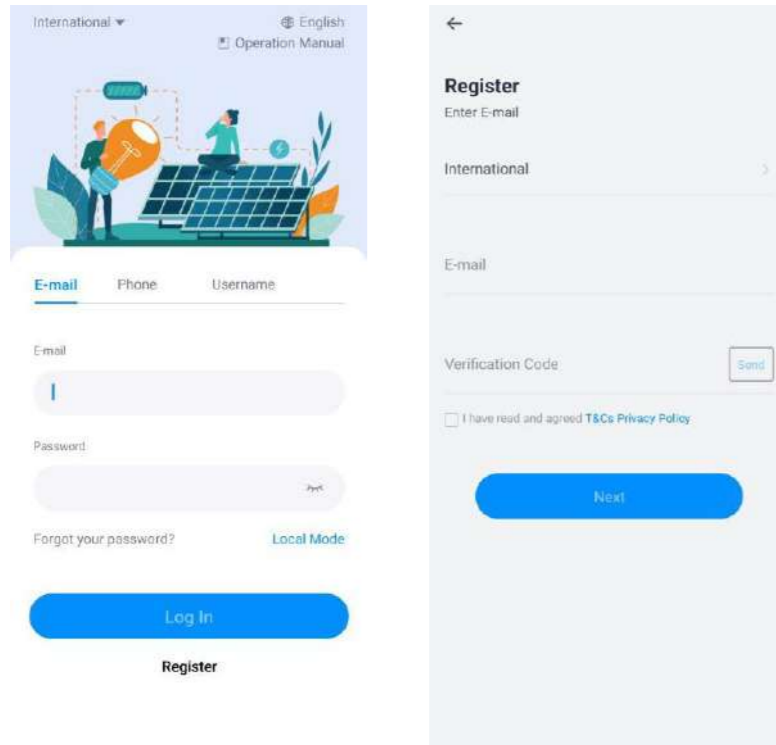 International
English
Operation Manual
E-mail Phone Username
E-mail
Password
Forgot your password? Local Mode
Log In
Register
Register
Enter E-mail
International
E-mail
Verification Code Send
I have read and agreed T&Cs Privacy Policy
Next